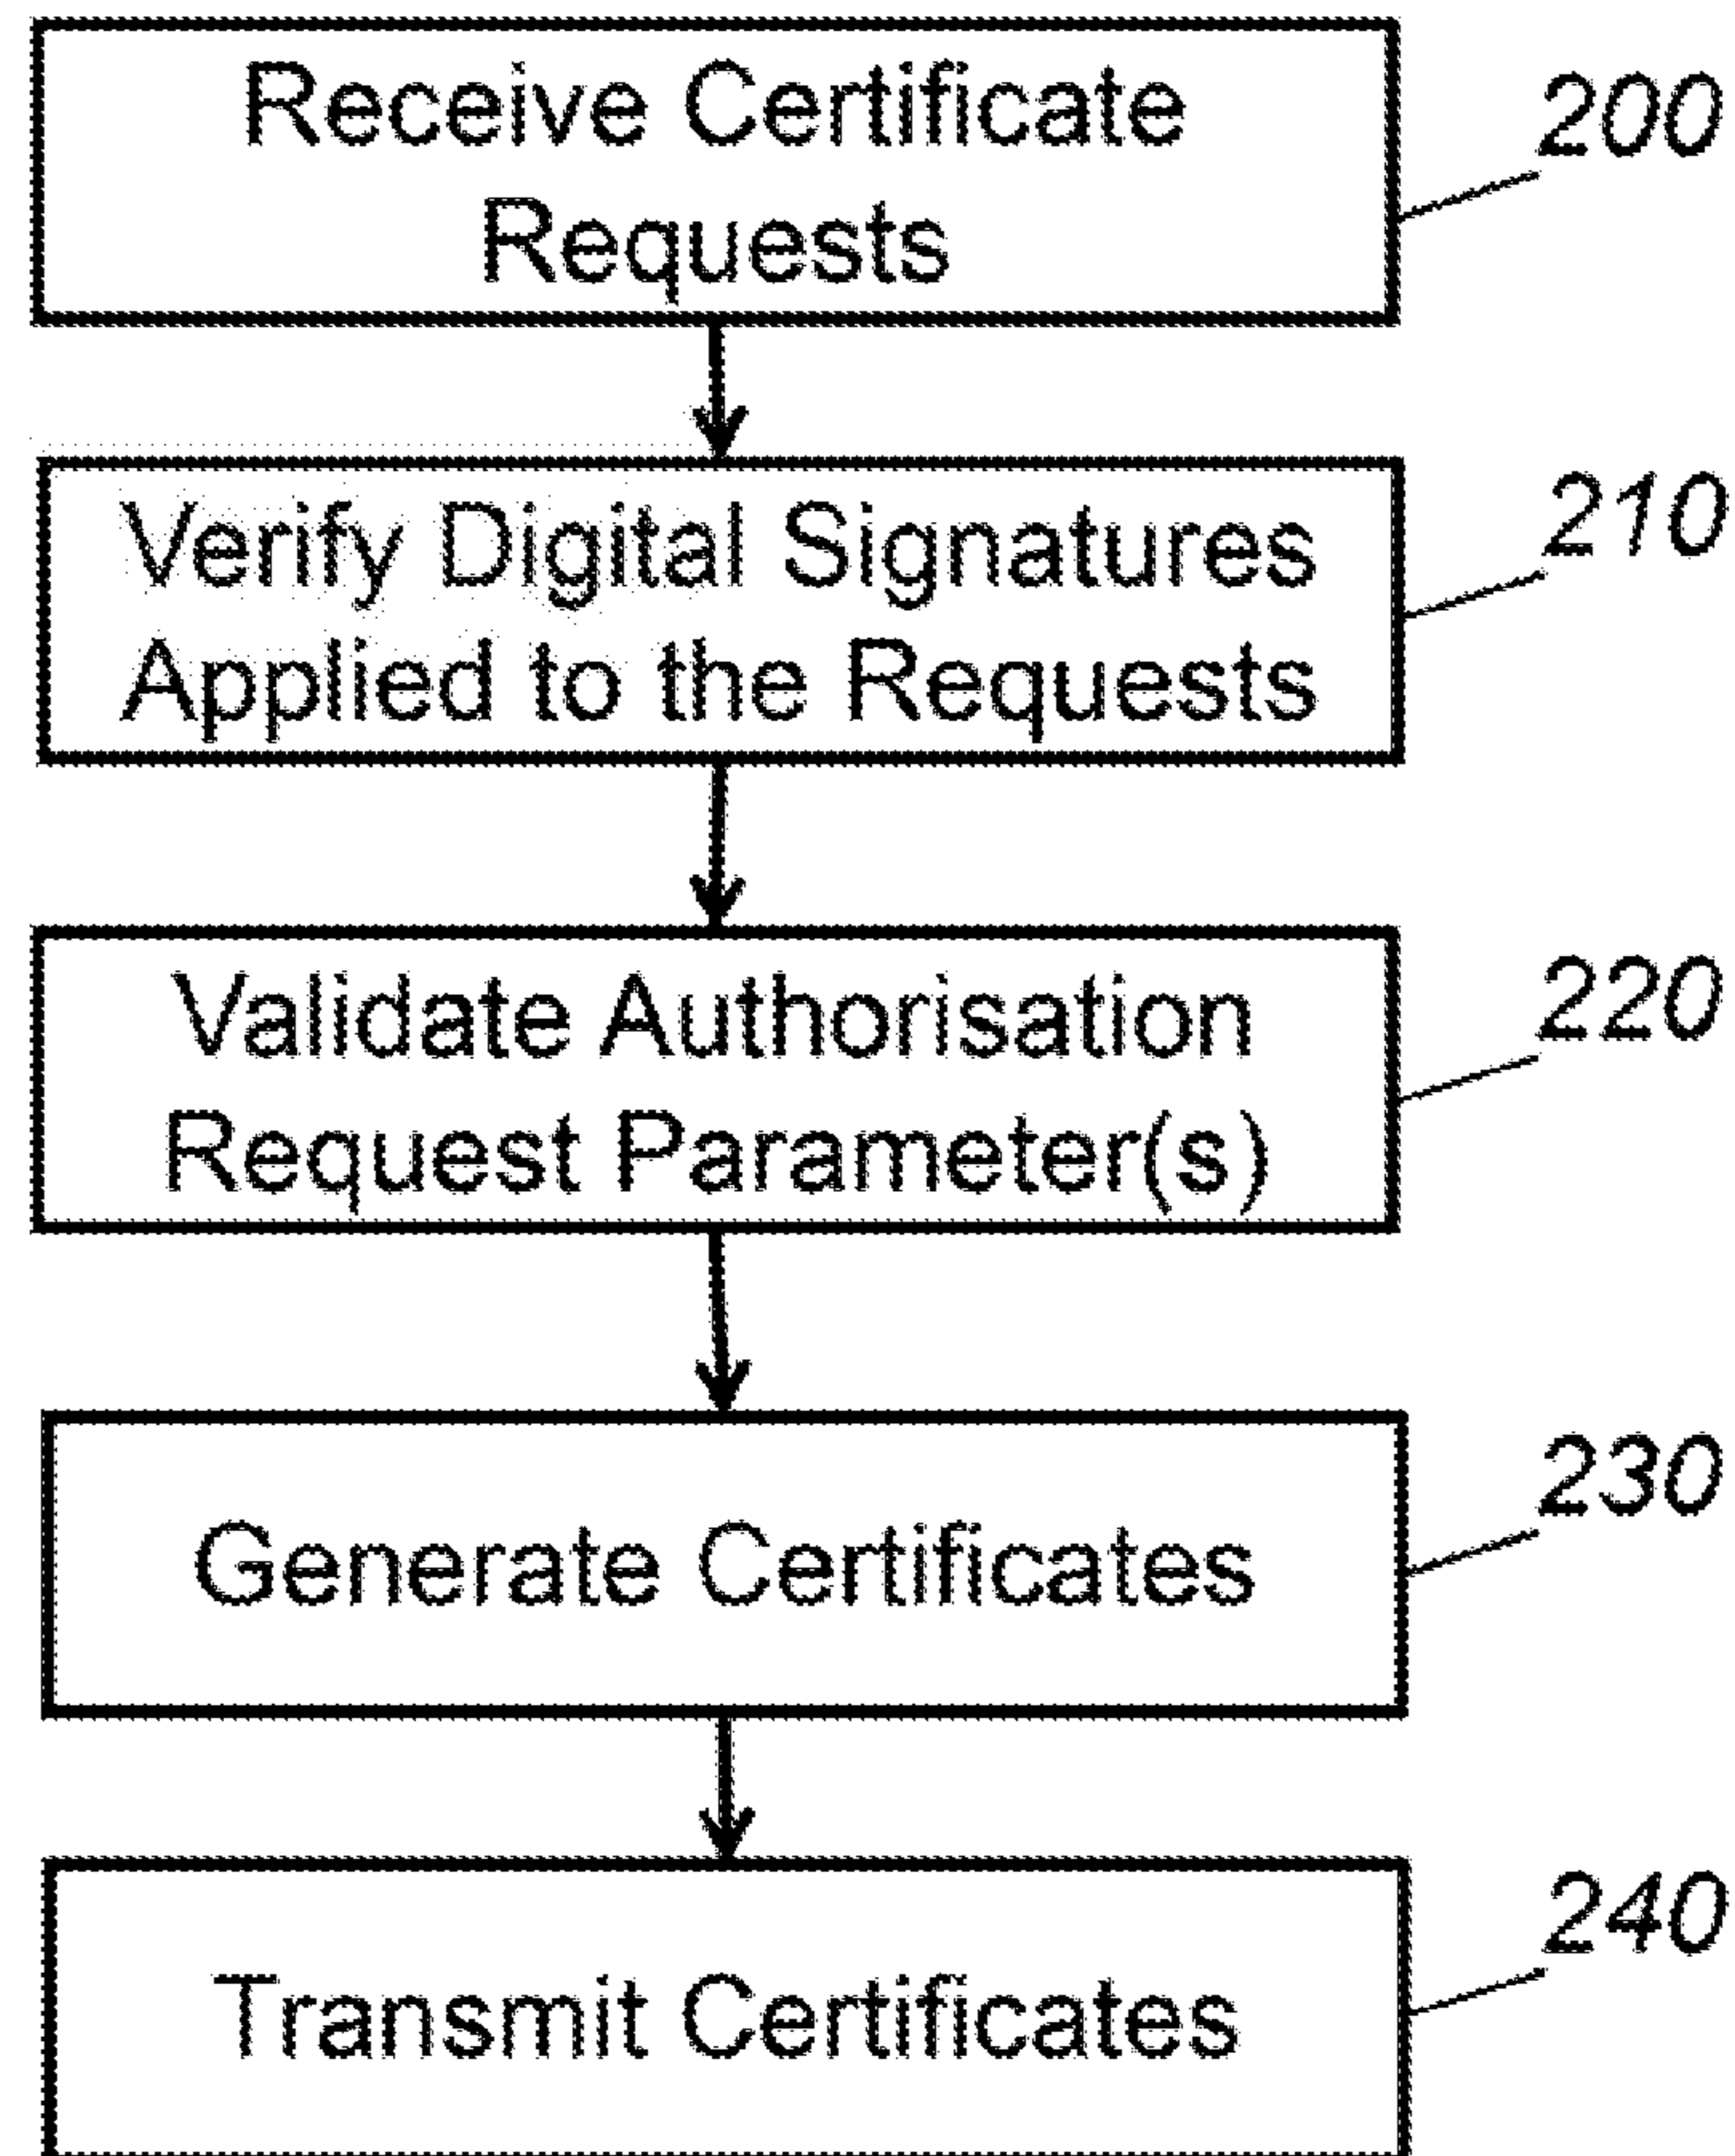 Receive Certificate
Requests
200
Verify Digital Signatures
Applied to the Requests
210
Validate Authorisation
Request Parameter(s)
220
Generate Certificates
230
Transmit Certificates
240